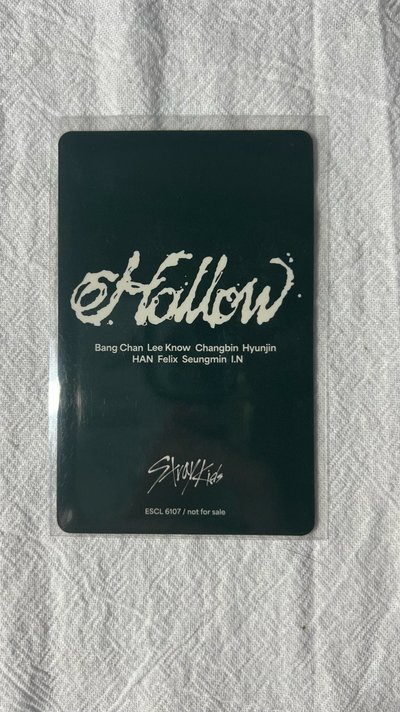 Hallow
Bang Chan Lee Know Changbin Hyunjin
HAN Felix Seungmin I.N
Stray Kids
ESCL 6107 / not for sale